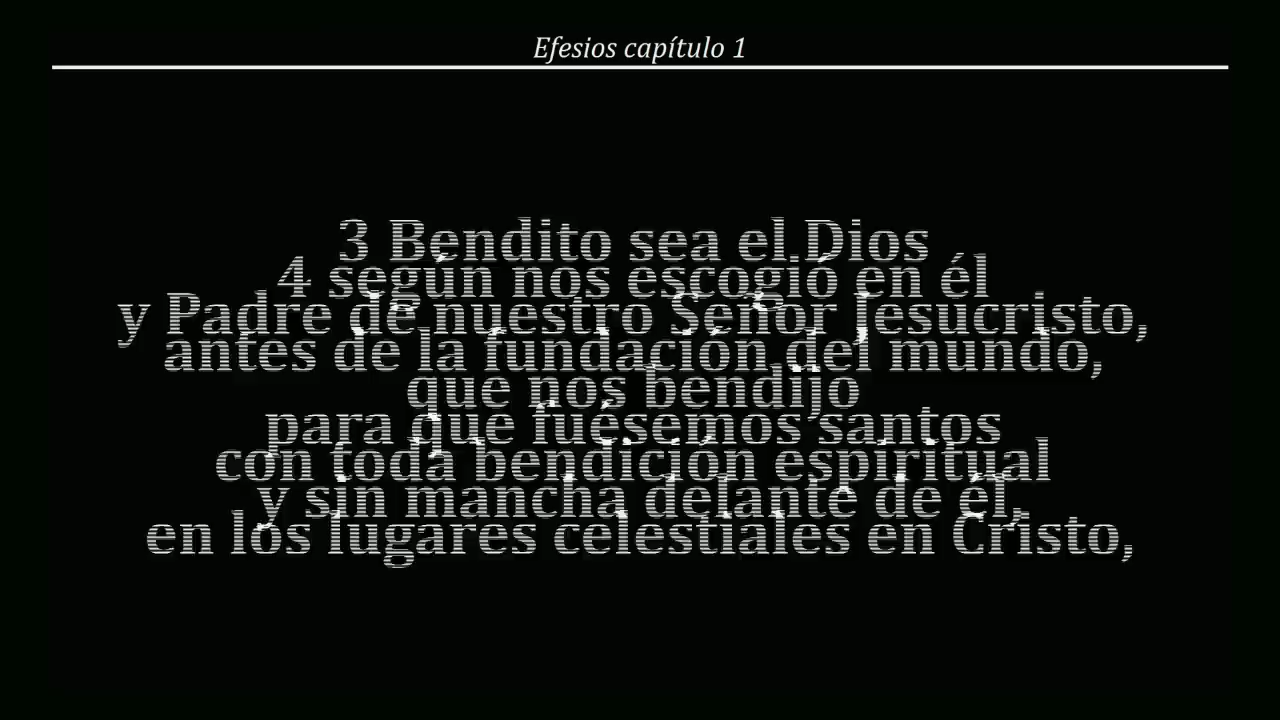 Efesios capítulo 1
3 Bendito sea el Dios
4 según nos escogió en él
y Padre de nuestro Señor Jesucristo,
antes de la fundación del mundo,
que nos bendijo
para que fuésemos santos
con toda bendición espiritual
y sin mancha delante de él,
en los lugares celestiales en Cristo,